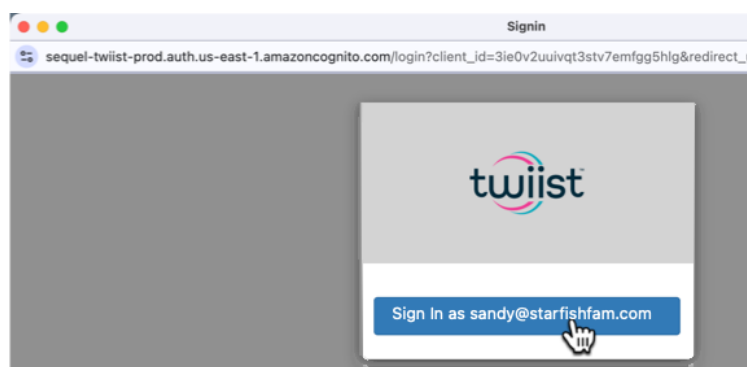 Signin
sequel-twiist-prod.auth.us-east-1.amazoncognito.com/login?client_id=3ie0v2uuivqt3stv7emfgg5hlg&redirect_
twiist™
Sign In as sandy@starfishfam.com